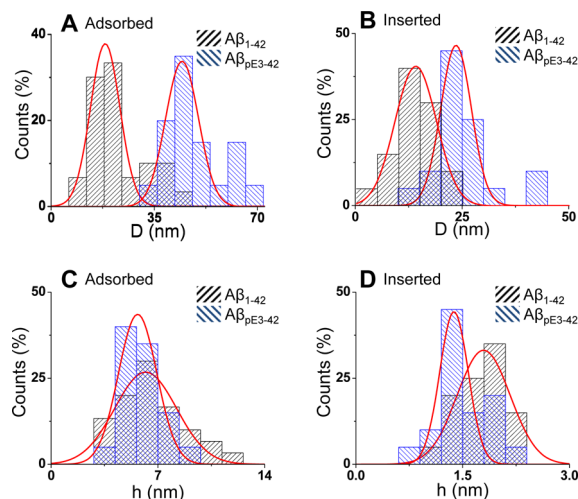 A Adsorbed
Aβ1-42
AβpE3-42
Counts (%)
40
20
0
0
35
70
D (nm)
B Inserted
Aβ1-42
AβpE3-42
Counts (%)
50
25
0
0
25
50
D (nm)
C Adsorbed
Aβ1-42
AβpE3-42
Counts (%)
50
25
0
0
7
14
h (nm)
D Inserted
Aβ1-42
AβpE3-42
Counts (%)
50
25
0
0.0
1.5
3.0
h (nm)